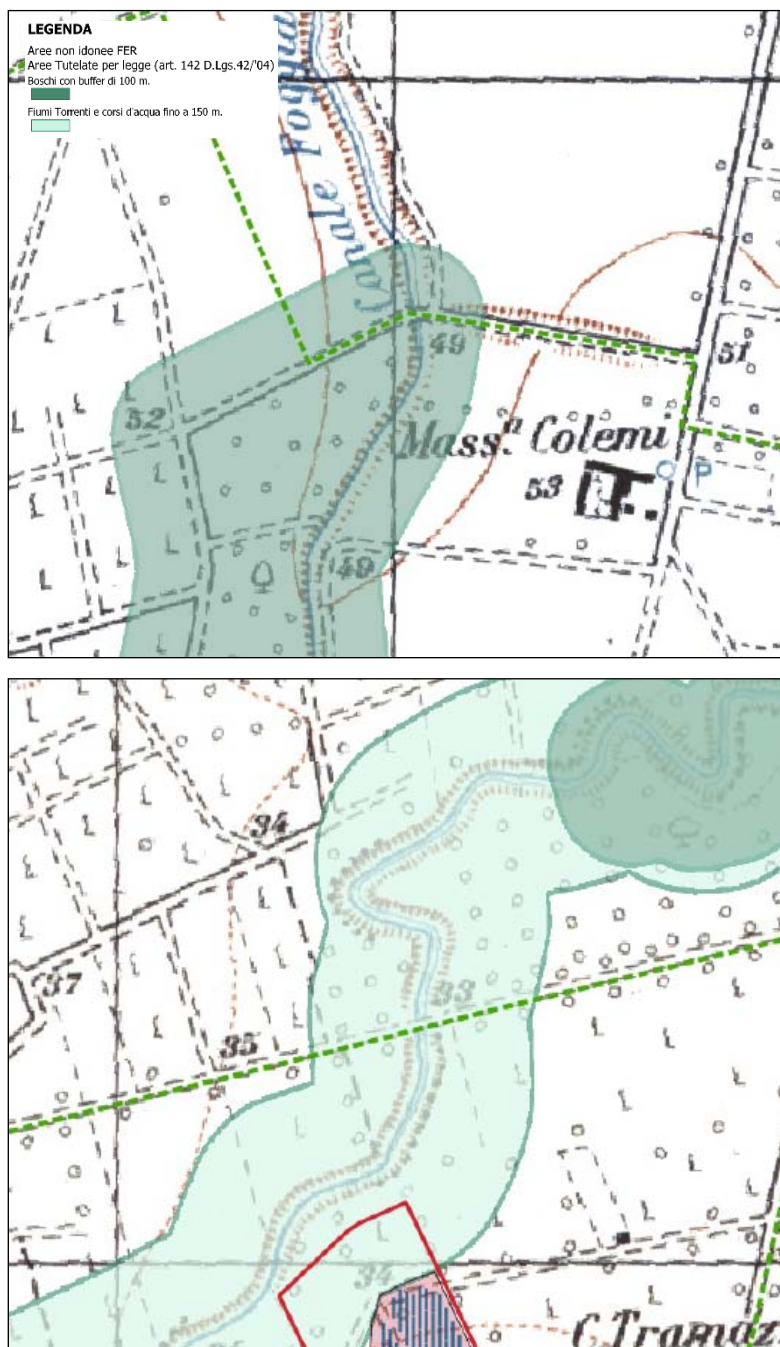 LEGENDA
Aree non idonee FER
Aree Tutelate per legge (art. 142 D.Lgs.42/'04)
Boschi con buffer di 100 m.
Fiumi Torrenti e corsi d'acqua fino a 150 m.
Canale Foggia
49
51
52
Mass.ª Colemi
53
P
49
34
33
37
35
34
C. Tramaz